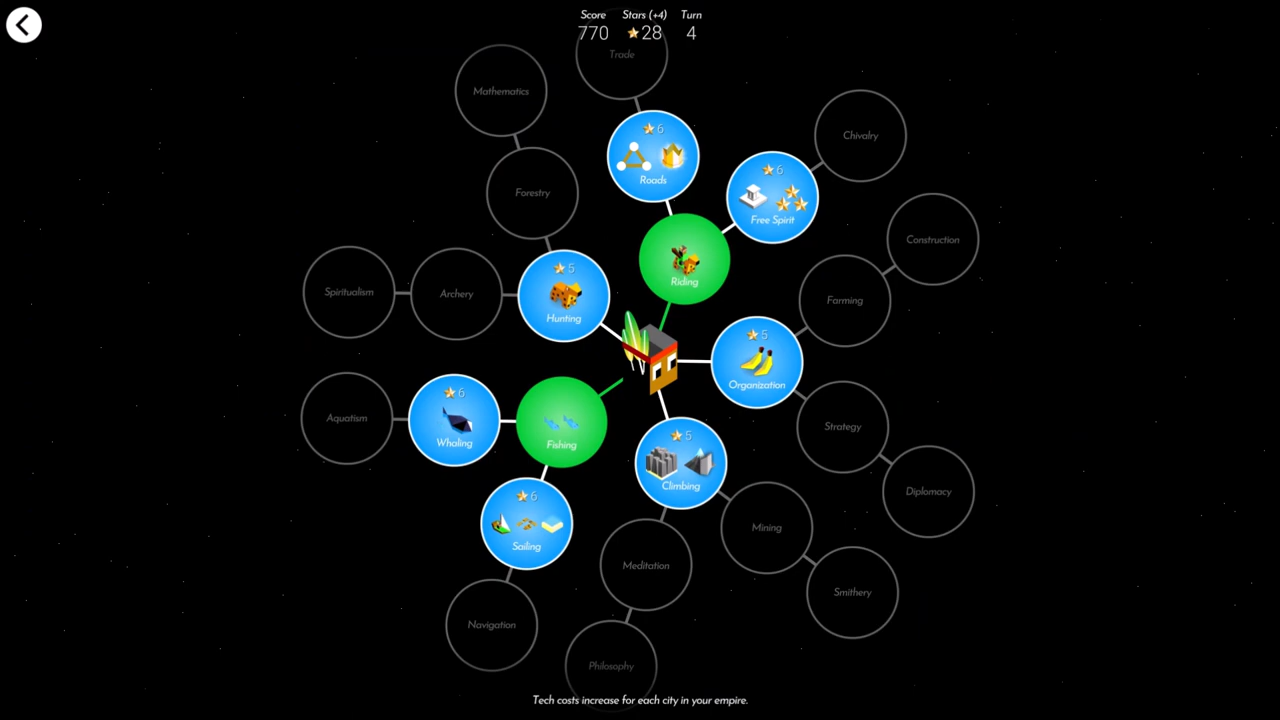 Score Stars (+4) Turn
770 28 4
Trade
Mathematics
6
Roads
Chivalry
6
Free Spirit
Forestry
Construction
Riding
5
Hunting
Spiritualism
Archery
Farming
5
Organization
Aquatism
6
Whaling
Fishing
Strategy
5
Climbing
Diplomacy
6
Sailing
Mining
Meditation
Smithery
Navigation
Philosophy
Tech costs increase for each city in your empire.